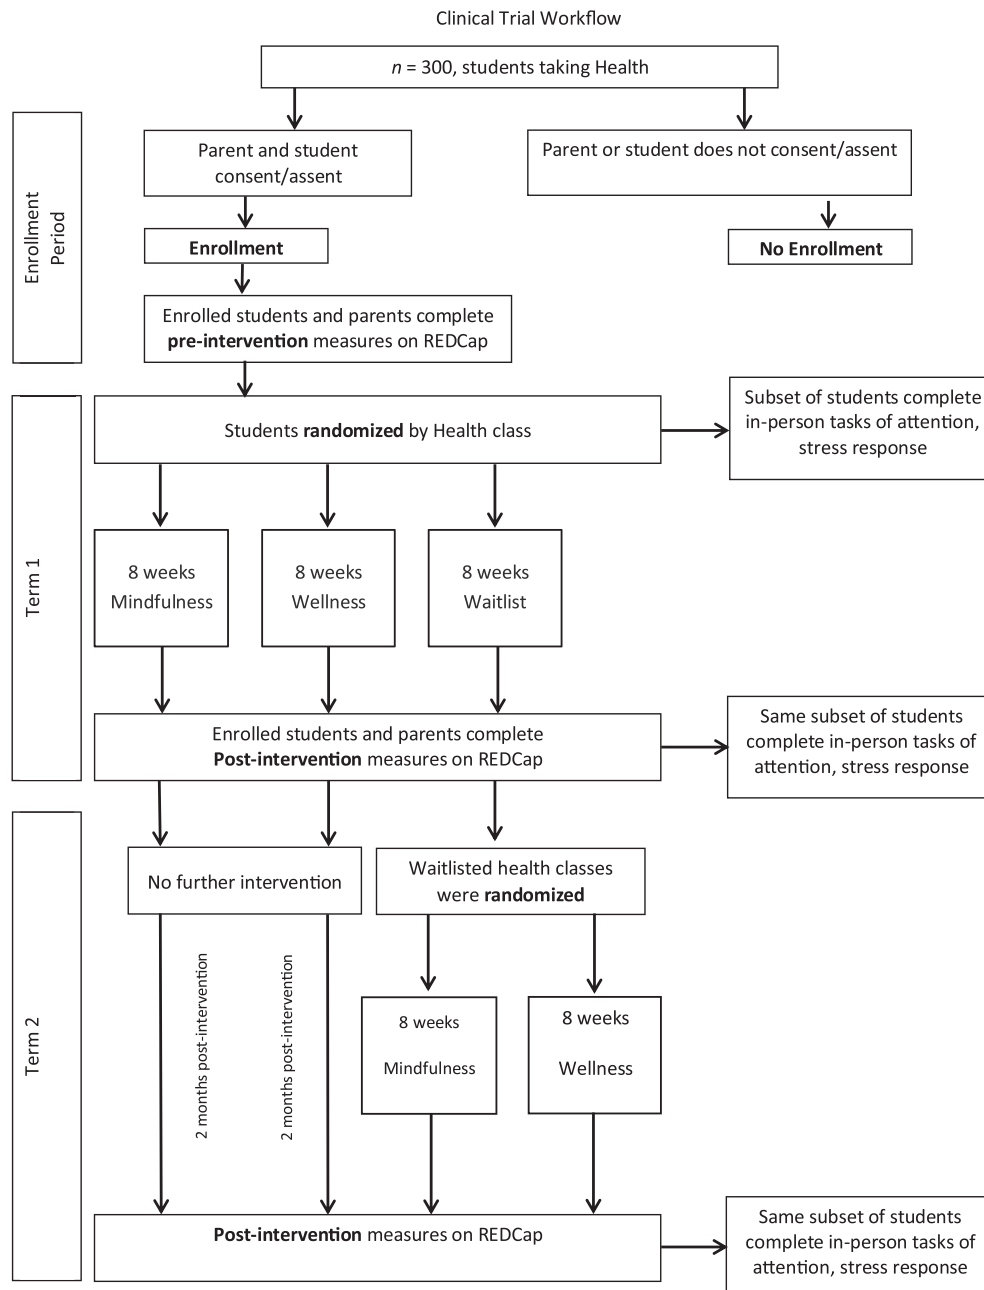 Clinical Trial Workflow
n = 300, students taking Health
Enrollment
Period
Parent and student
consent/assent
Parent or student does not consent/assent
Enrollment
No Enrollment
Enrolled students and parents complete
pre-intervention measures on REDCap
Term 1
Students randomized by Health class
Subset of students complete
in-person tasks of attention,
stress response
8 weeks
Mindfulness
8 weeks
Wellness
8 weeks
Waitlist
Enrolled students and parents complete
Post-intervention measures on REDCap
Same subset of students
complete in-person tasks of
attention, stress response
Term 2
No further intervention
Waitlisted health classes
were randomized
2 months post-intervention
2 months post-intervention
8 weeks
Mindfulness
8 weeks
Wellness
Post-intervention measures on REDCap
Same subset of students
complete in-person tasks of
attention, stress response